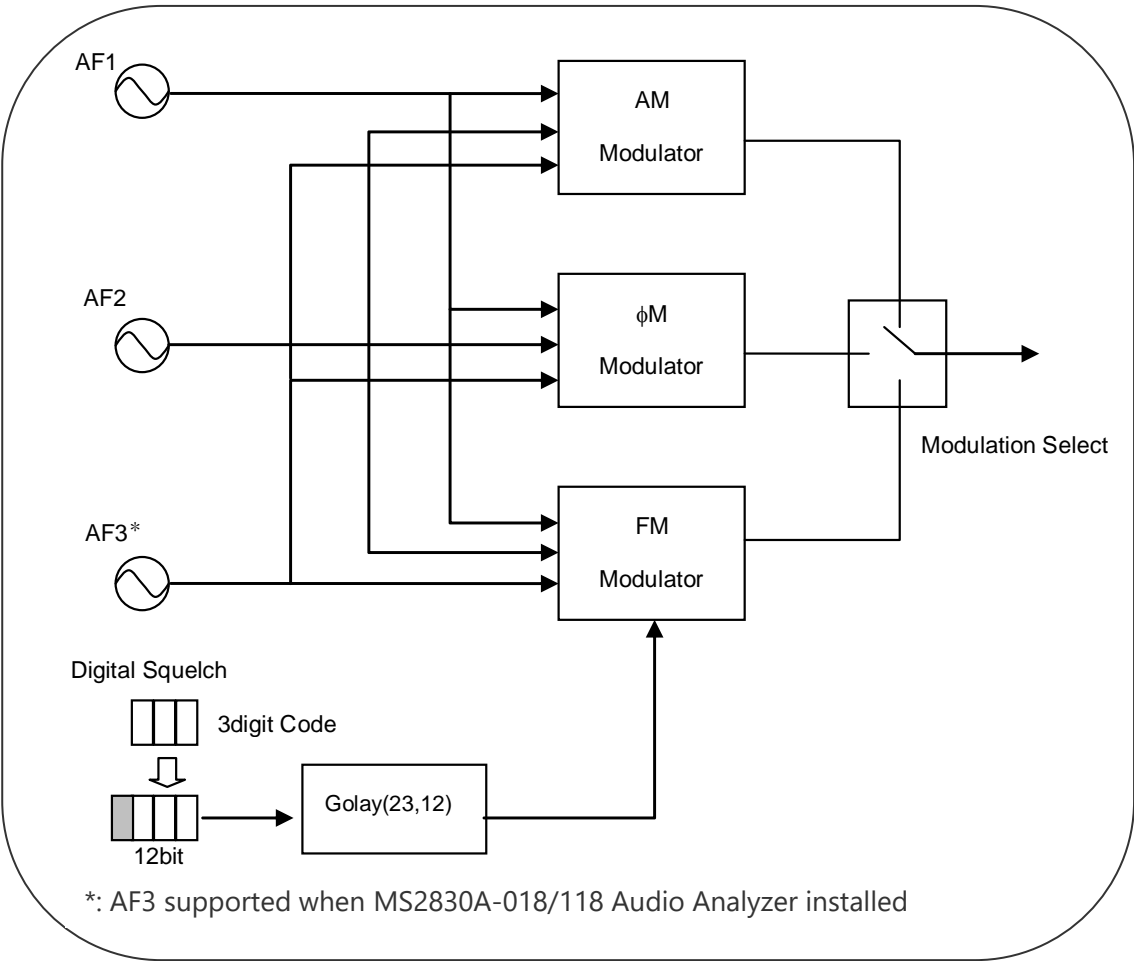 AF1
AM
Modulator
AF2
ϕM
Modulator
Modulation Select
AF3*
FM
Modulator
Digital Squelch
3digit Code
Golay(23,12)
12bit
*: AF3 supported when MS2830A-018/118 Audio Analyzer installed